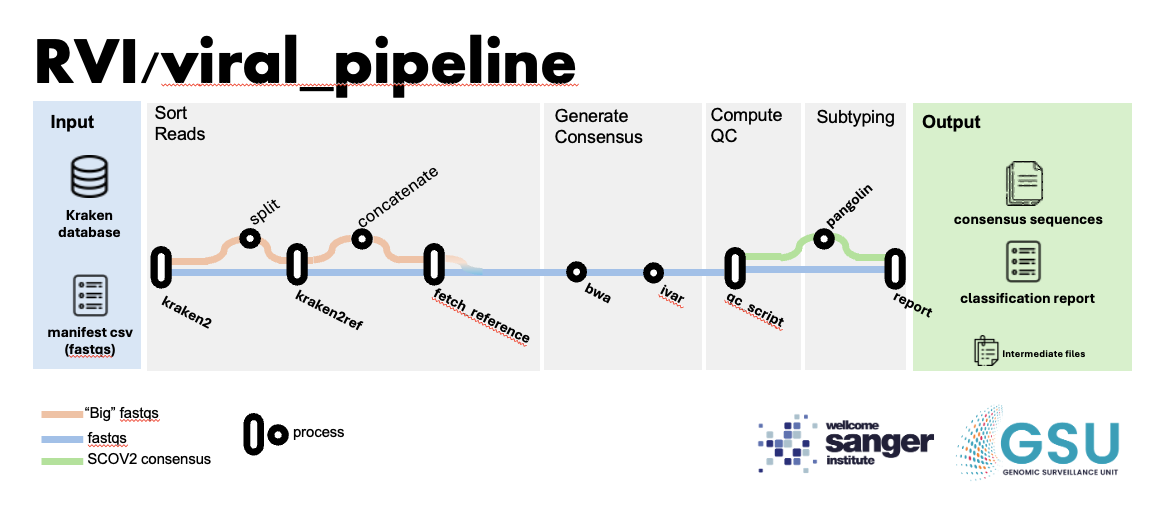 RVI/viral_pipeline
Input
Kraken
database
manifest csv
(fastqs)
Sort
Reads
split
concatenate
kraken2
kraken2ref
fetch_reference
Generate
Consensus
bwa
ivar
Compute
QC
qc_script
Subtyping
pangolin
report
Output
consensus sequences
classification report
Intermediate files
“Big” fastqs
fastqs
SCOV2 consensus
process
wellcome
sanger
institute
GSU
GENOMIC SURVEILLANCE UNIT